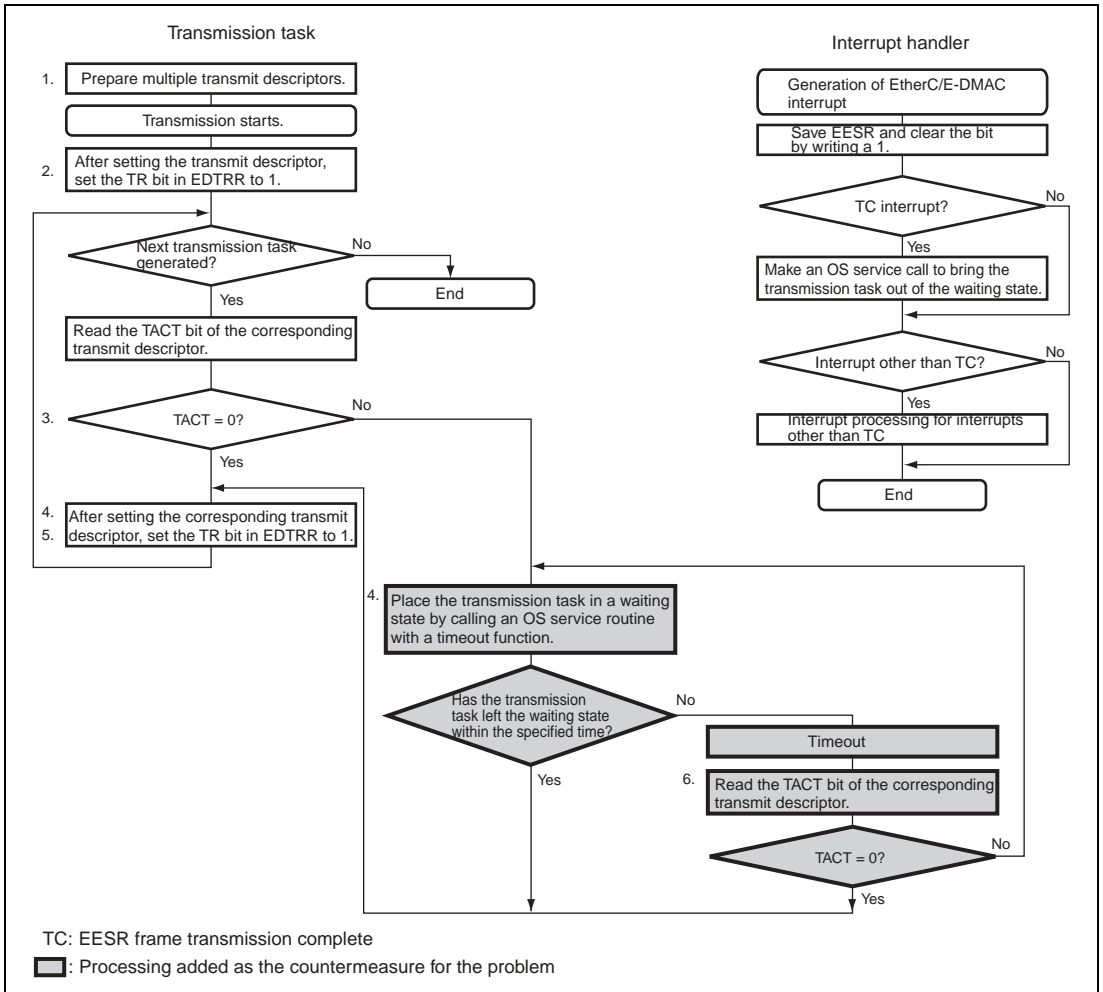 Transmission task
1.
Prepare multiple transmit descriptors.
Transmission starts.
2.
After setting the transmit descriptor,
set the TR bit in EDTRR to 1.
Next transmission task
generated?
No
End
Yes
Read the TACT bit of the corresponding
transmit descriptor.
3.
TACT = 0?
No
Yes
4.
5.
After setting the corresponding transmit
descriptor, set the TR bit in EDTRR to 1.
4.
Place the transmission task in a waiting
state by calling an OS service routine
with a timeout function.
Has the transmission
task left the waiting state
within the specified time?
No
Yes
Timeout
6.
Read the TACT bit of the corresponding
transmit descriptor.
TACT = 0?
No
Yes
Interrupt handler
Generation of EtherC/E-DMAC
interrupt
Save EESR and clear the bit
by writing a 1.
TC interrupt?
No
Yes
Make an OS service call to bring the
transmission task out of the waiting state.
Interrupt other than TC?
No
Yes
Interrupt processing for interrupts
other than TC
End
TC: EESR frame transmission complete
: Processing added as the countermeasure for the problem